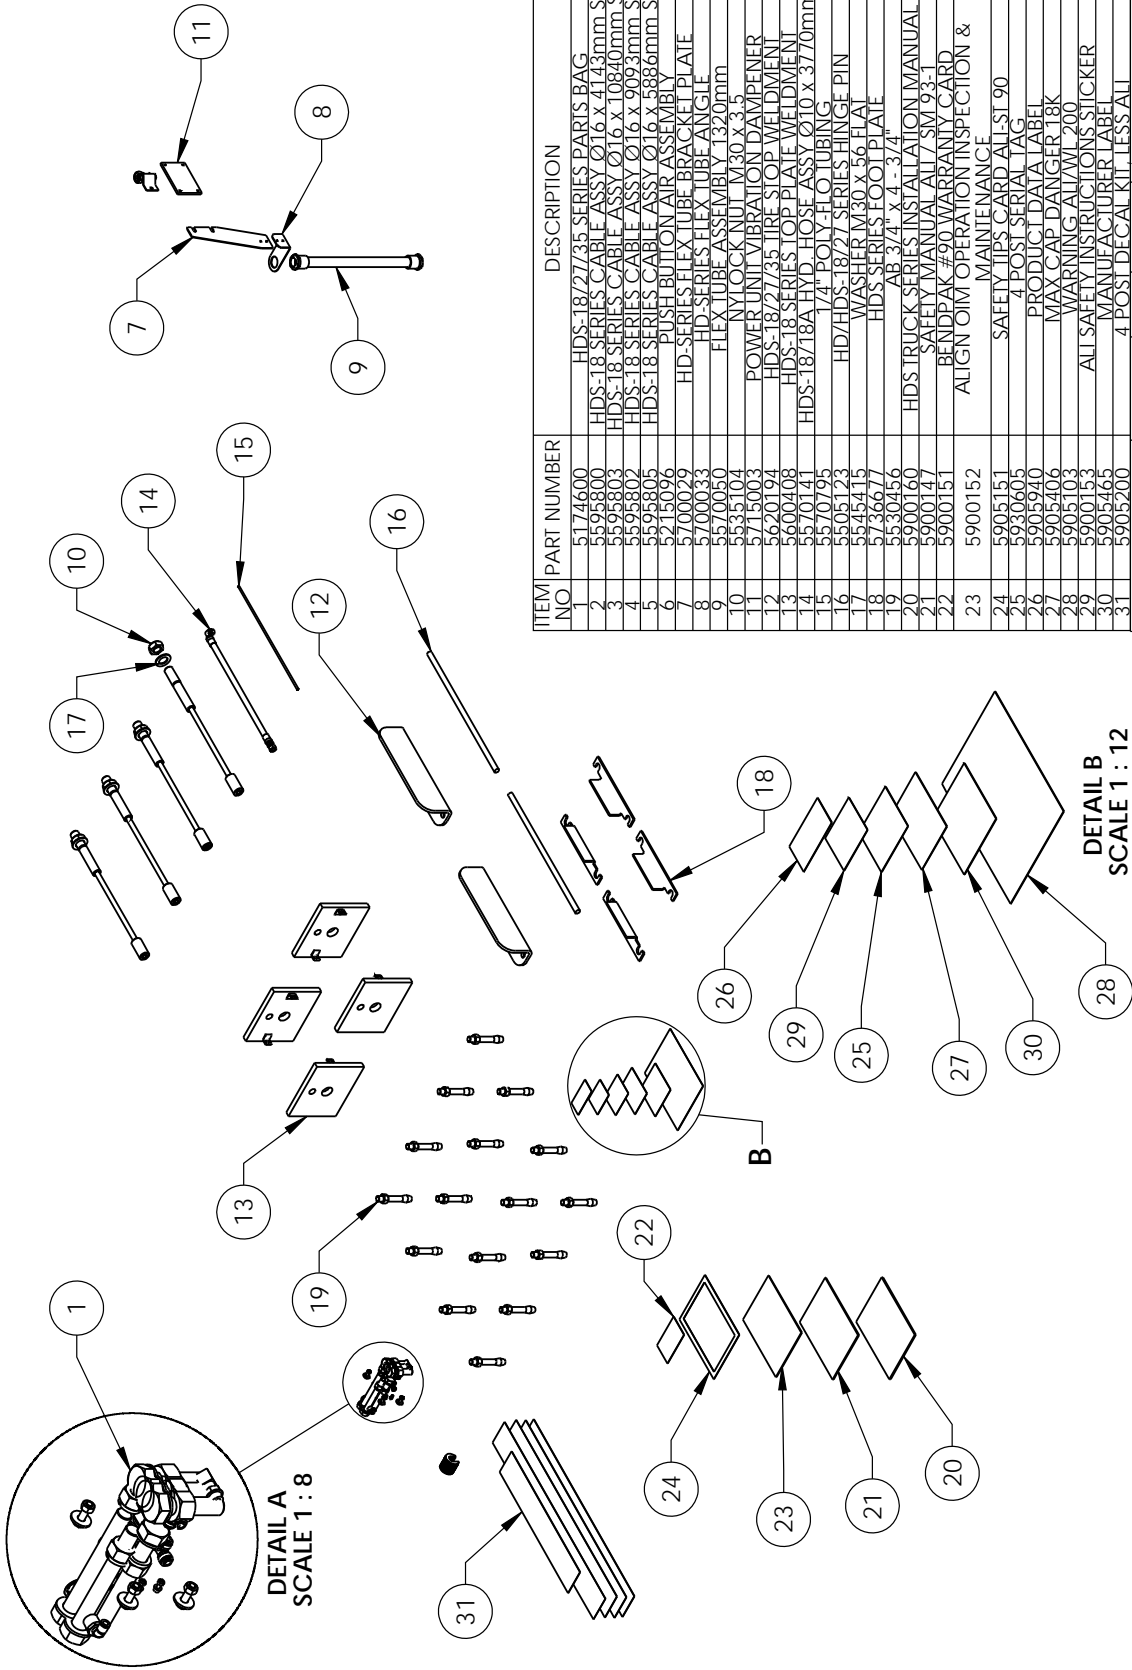 1
DETAIL A
SCALE 1 : 8
10
17
14
15
16
12
7
11
8
9
13
19
18
B
22
24
23
21
20
31
26
29
25
27
30
28
DETAIL B
SCALE 1 : 12
ITEM NO PART NUMBER DESCRIPTION
1 5174600 HDS-18/27/35 SERIES PARTS BAG
2 5595800 HDS-18 SERIES CABLE ASSY Ø16 x 4143mm S
3 5595803 HDS-18 SERIES CABLE ASSY Ø16 x 10840mm S
4 5595802 HDS-18 SERIES CABLE ASSY Ø16 x 9093mm S
5 5595805 HDS-18 SERIES CABLE ASSY Ø16 x 5886mm S
6 5215096 PUSH BUTTON AIR ASSEMBLY
7 5700029 HD-SERIES FLEX TUBE BRACKET PLATE
8 5700033 HD-SERIES FLEX TUBE ANGLE
9 5570050 FLEX TUBE ASSEMBLY 1320mm
10 5535104 NYLOCK NUT M30 x 3.5
11 5715003 POWER UNIT VIBRATION DAMPENER
12 5620194 HDS-18/27/35 TIRE STOP WELDMENT
13 5600408 HDS-18 SERIES TOP PLATE WELDMENT
14 5570141 HDS-18/18A HYD. HOSE ASSY Ø10 x 3770mm
15 5570795 1/4" POLY-FLO TUBING
16 5505123 HD/HDS-18/27 SERIES HINGE PIN
17 5545415 WASHER M30 x 56 FLAT
18 5736677 HDS SERIES FOOT PLATE
19 5530456 AB 3/4" x 4 - 3/4"
20 5900160 HDS TRUCK SERIES INSTALLATION MANUAL
21 5900147 SAFETY MANUAL ALI / SM 93-1
22 5900151 BENDPAK #90 WARRANTY CARD
23 5900152 ALIGN OIM OPERATION INSPECTION &
MAINTENANCE
24 5905151 SAFETY TIPS CARD ALI-ST 90
25 5930605 4 POST SERIAL TAG
26 5905940 PRODUCT DATA LABEL
27 5905406 MAX CAP DANGER 18K
28 5905103 WARNING ALI/WL 200
29 5900153 ALI SAFETY INSTRUCTIONS STICKER
30 5905465 MANUFACTURER LABEL
31 5905200 4 POST DECAL KIT, LESS ALI